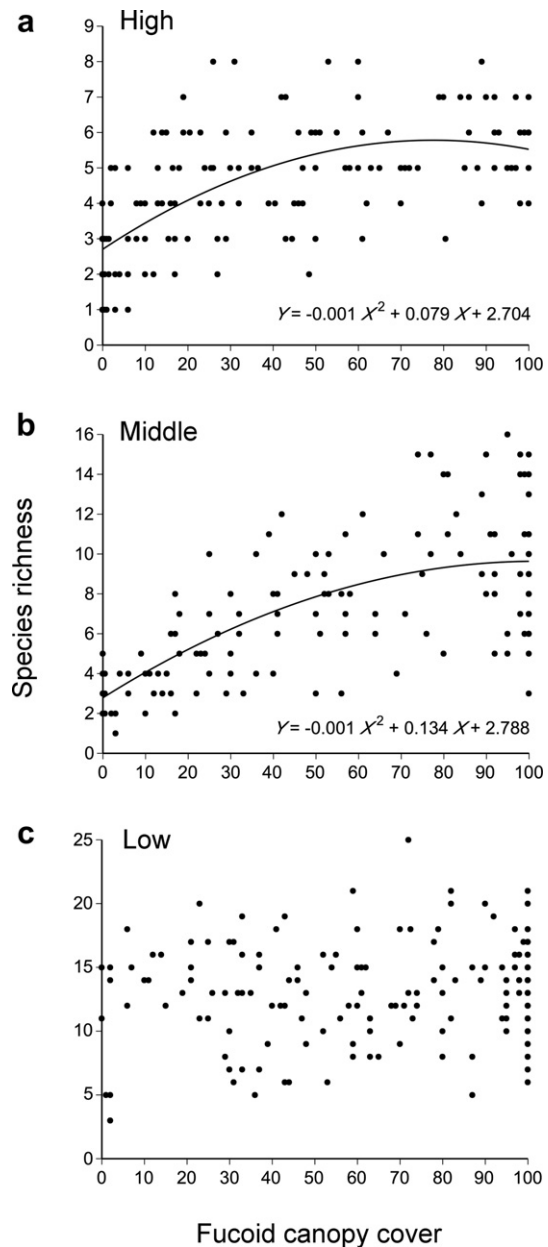 a High
9
8
7
6
5
4
3
2
1
0
Y = -0.001 X² + 0.079 X + 2.704
0 10 20 30 40 50 60 70 80 90 100
b Middle
16
14
12
10
8
6
4
2
0
Species richness
Y = -0.001 X² + 0.134 X + 2.788
0 10 20 30 40 50 60 70 80 90 100
c Low
25
20
15
10
5
0
0 10 20 30 40 50 60 70 80 90 100
Fucoid canopy cover